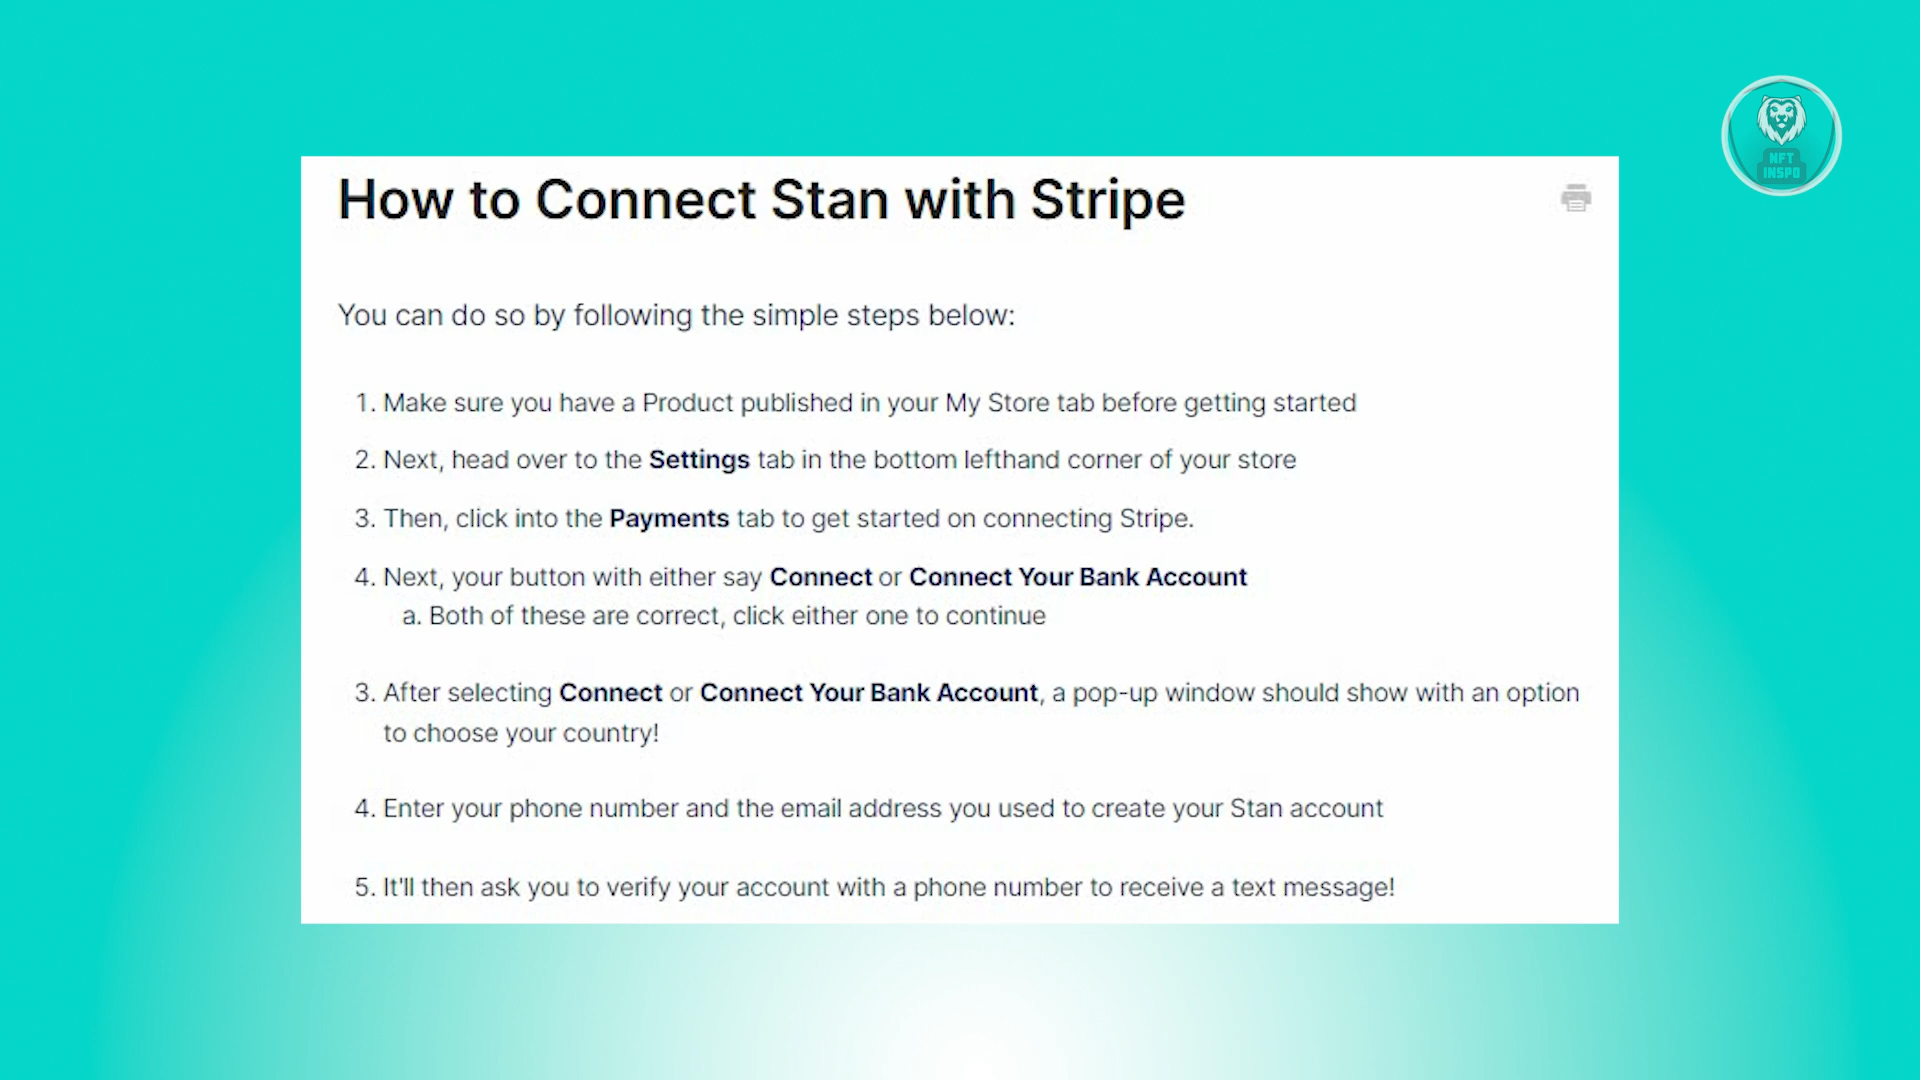 NFT
INSPO
How to Connect Stan with Stripe
You can do so by following the simple steps below:
1. Make sure you have a Product published in your My Store tab before getting started
2. Next, head over to the Settings tab in the bottom lefthand corner of your store
3. Then, click into the Payments tab to get started on connecting Stripe.
4. Next, your button with either say Connect or Connect Your Bank Account
a. Both of these are correct, click either one to continue
3. After selecting Connect or Connect Your Bank Account, a pop-up window should show with an option
to choose your country!
4. Enter your phone number and the email address you used to create your Stan account
5. It'll then ask you to verify your account with a phone number to receive a text message!